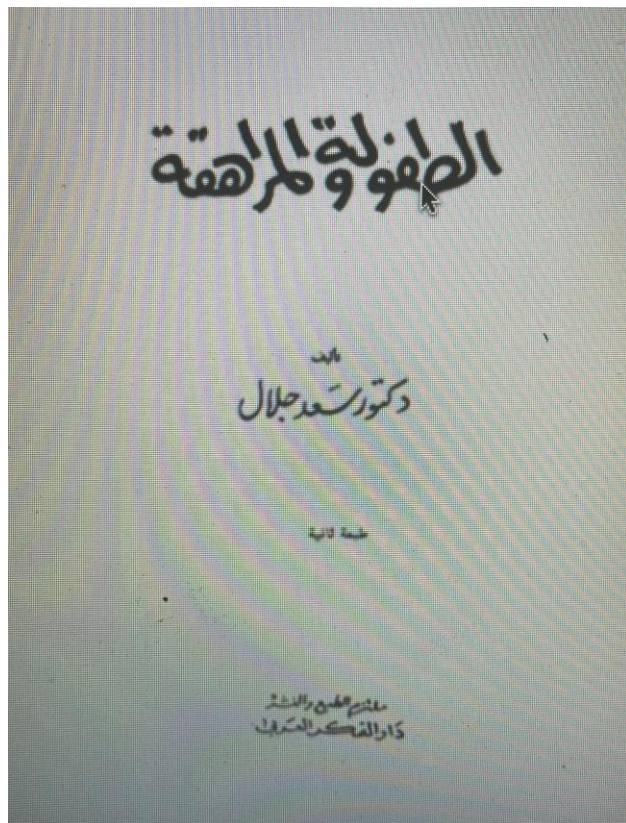 الطفولة والمراهقة
تأليف
دكتور سعد جلال
طبعة ثانية
ملتزم الطبع والنشر
دار الفكر العربي